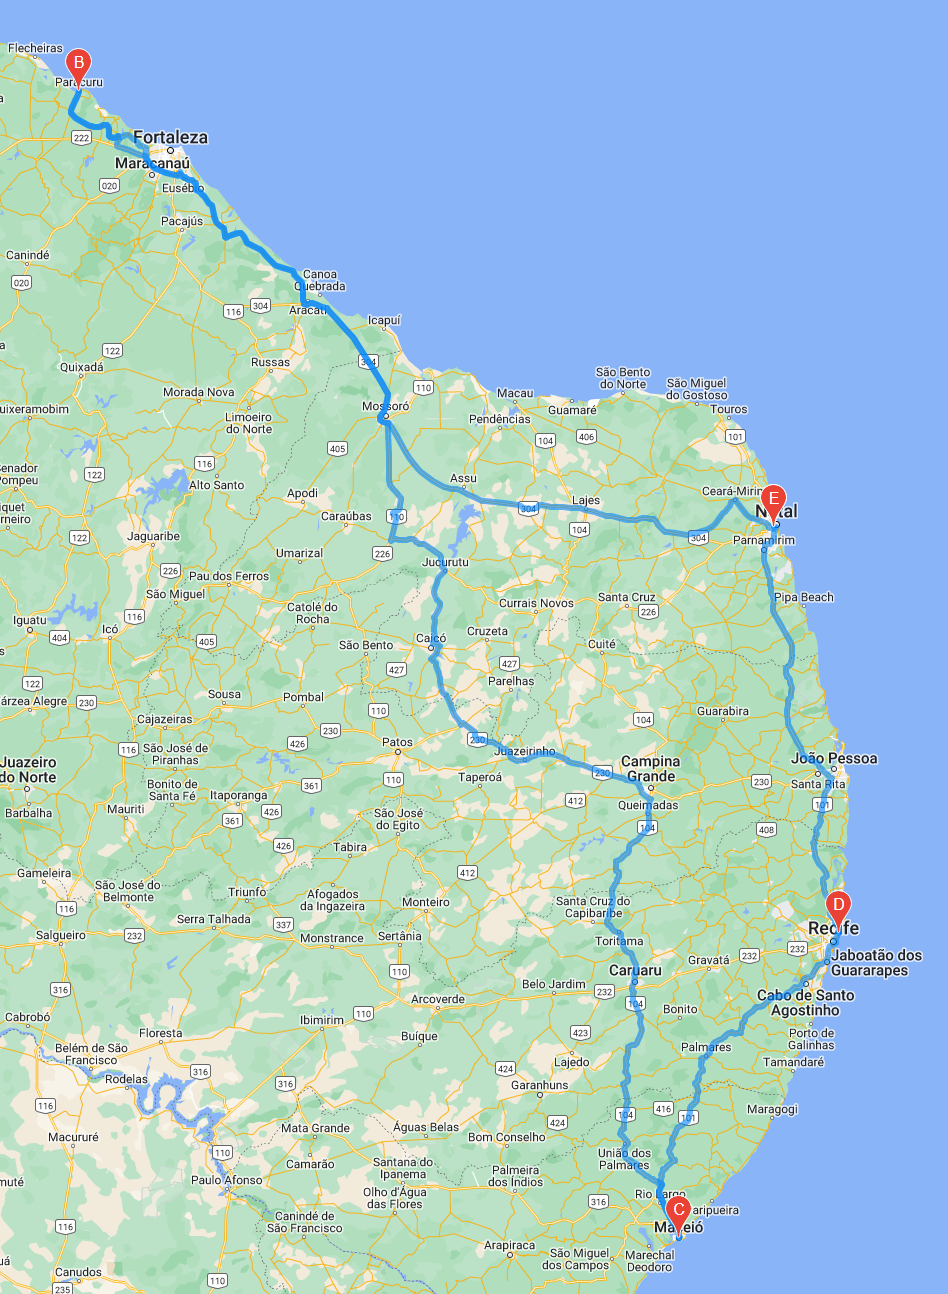 Flecheiras
B
Paracuru
222
Fortaleza
Maracanaú
020
Eusébio
Pacajús
Canindé
020
Canoa
Quebrada
304
116
Aracati
Icapuí
122
304
Russas
Quixadá
110
São Bento
do Norte
São Miguel
do Gostoso
Morada Nova
Macau
uixeramobim
Mossoró
Guamaré
Touros
Limoeiro
do Norte
Pendências
101
104
406
405
Senador
Pompeu
116
122
Alto Santo
Assu
Apodi
Ceará-Mirim
E
Lajes
Natal
iquet
rneiro
304
Caraúbas
110
104
122
Jaguaribe
304
Parnamirim
226
Umarizal
Jucurutu
226
Pau dos Ferros
São Miguel
Santa Cruz
Pipa Beach
Currais Novos
Catolé do
Rocha
226
116
Iguatu
Icó
404
405
São Bento
Caicó
Cruzeta
Cuité
427
427
122
Parelhas
Sousa
Pombal
árzea Alegre
230
110
Guarabira
104
Cajazeiras
230
426
230
116
São José de
Piranhas
Patos
Juazeirinho
João Pessoa
Juazeiro
do Norte
Campina
Grande
230
Taperoá
110
361
230
Santa Rita
Bonito de
Santa Fé
Itaporanga
412
Queimadas
101
Barbalha
Mauriti
426
São José
do Egito
361
104
408
426
Tabira
Gameleira
412
São José do
Belmonte
Triunfo
Afogados
da Ingazeira
Monteiro
Santa Cruz do
Capibaribe
D
116
Serra Talhada
337
Recife
Salgueiro
232
Monstrance
Sertânia
Toritama
232
Gravatá
232
Jaboatão dos
Guararapes
110
Caruaru
Belo Jardim
316
232
Cabo de Santo
Agostinho
Arcoverde
104
Cabrobó
Ibimirim
110
Bonito
Floresta
Buíque
423
Porto de
Galinhas
Belém de São
Francisco
Palmares
Lajedo
Tamandaré
316
424
Rodelas
316
Garanhuns
116
416
Maragogi
104
101
424
Macururé
Mata Grande
Águas Belas
Bom Conselho
110
União dos
Palmares
Camarão
Santana do
Ipanema
Palmeira
dos Índios
muté
Paulo Afonso
Olho d'Água
das Flores
Rio Largo
316
C
aripueira
116
Canindé de
São Francisco
Maceió
Arapiraca
São Miguel
dos Campos
Marechal
Deodoro
Canudos
110
235